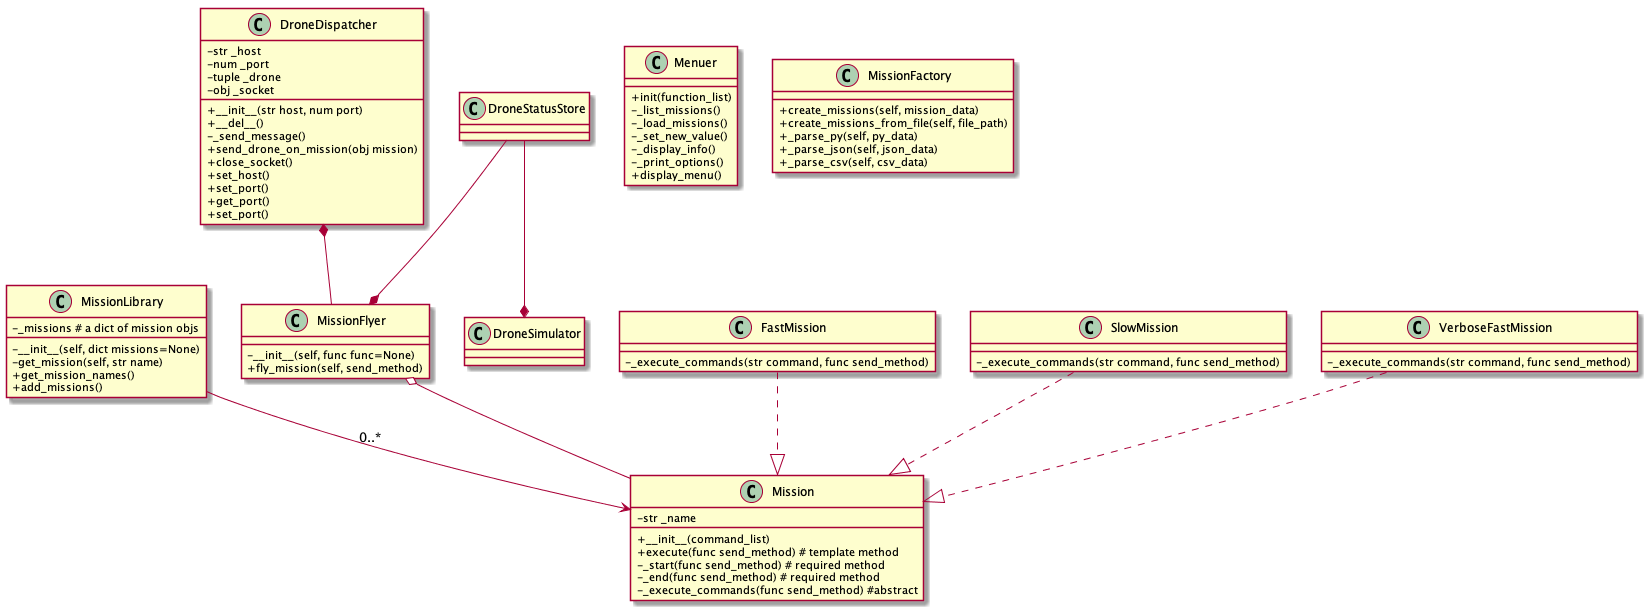 C DroneDispatcher
-str _host
-num _port
-tuple _drone
-obj _socket
+__init__(str host, num port)
+__del__()
-_send_message()
+send_drone_on_mission(obj mission)
+close_socket()
+set_host()
+set_port()
+get_port()
+set_port()
C DroneStatusStore
C Menuer
+init(function_list)
-_list_missions()
-_load_missions()
-_set_new_value()
-_display_info()
-_print_options()
+display_menu()
C MissionFactory
+create_missions(self, mission_data)
+create_missions_from_file(self, file_path)
+_parse_py(self, py_data)
+_parse_json(self, json_data)
+_parse_csv(self, csv_data)
C MissionLibrary
-_missions # a dict of mission objs
-__init__(self, dict missions=None)
-get_mission(self, str name)
+get_mission_names()
+add_missions()
C MissionFlyer
-__init__(self, func func=None)
+fly_mission(self, send_method)
C DroneSimulator
C FastMission
-_execute_commands(str command, func send_method)
C SlowMission
-_execute_commands(str command, func send_method)
C VerboseFastMission
-_execute_commands(str command, func send_method)
0..*
C Mission
-str _name
+__init__(command_list)
+execute(func send_method) # template method
-_start(func send_method) # required method
-_end(func send_method) # required method
-_execute_commands(func send_method) #abstract